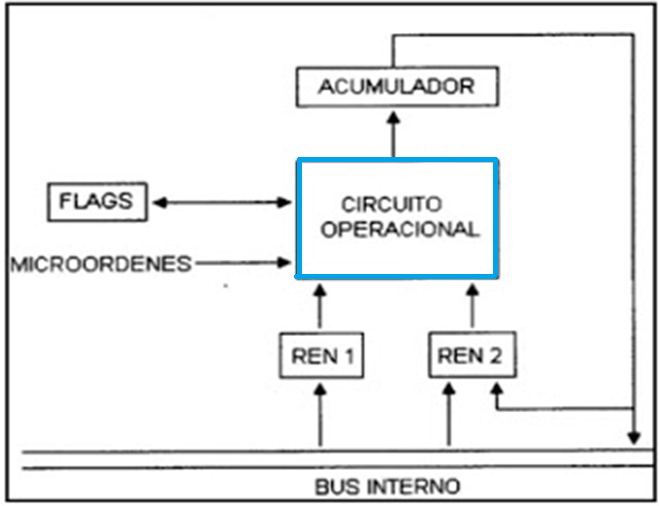 ACUMULADOR
FLAGS
CIRCUITO
OPERACIONAL
MICROORDENES
REN 1
REN 2
BUS INTERNO